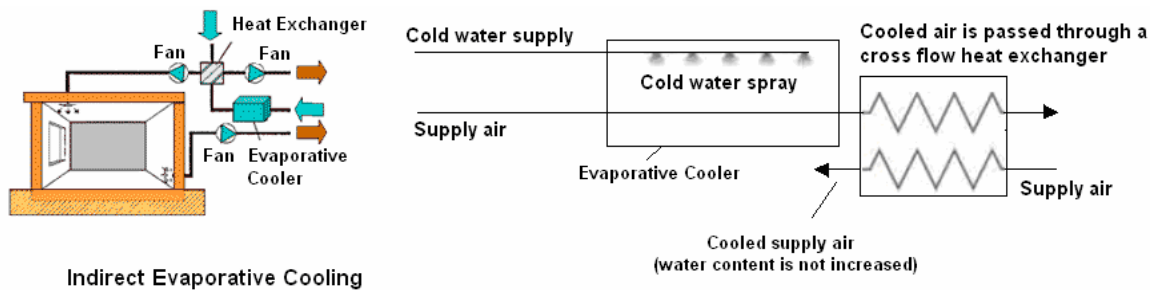 Heat Exchanger
Fan
Fan
Fan
Evaporative
Cooler
Indirect Evaporative Cooling
Cold water supply
Cold water spray
Supply air
Evaporative Cooler
Cooled air is passed through a
cross flow heat exchanger
Supply air
Cooled supply air
(water content is not increased)